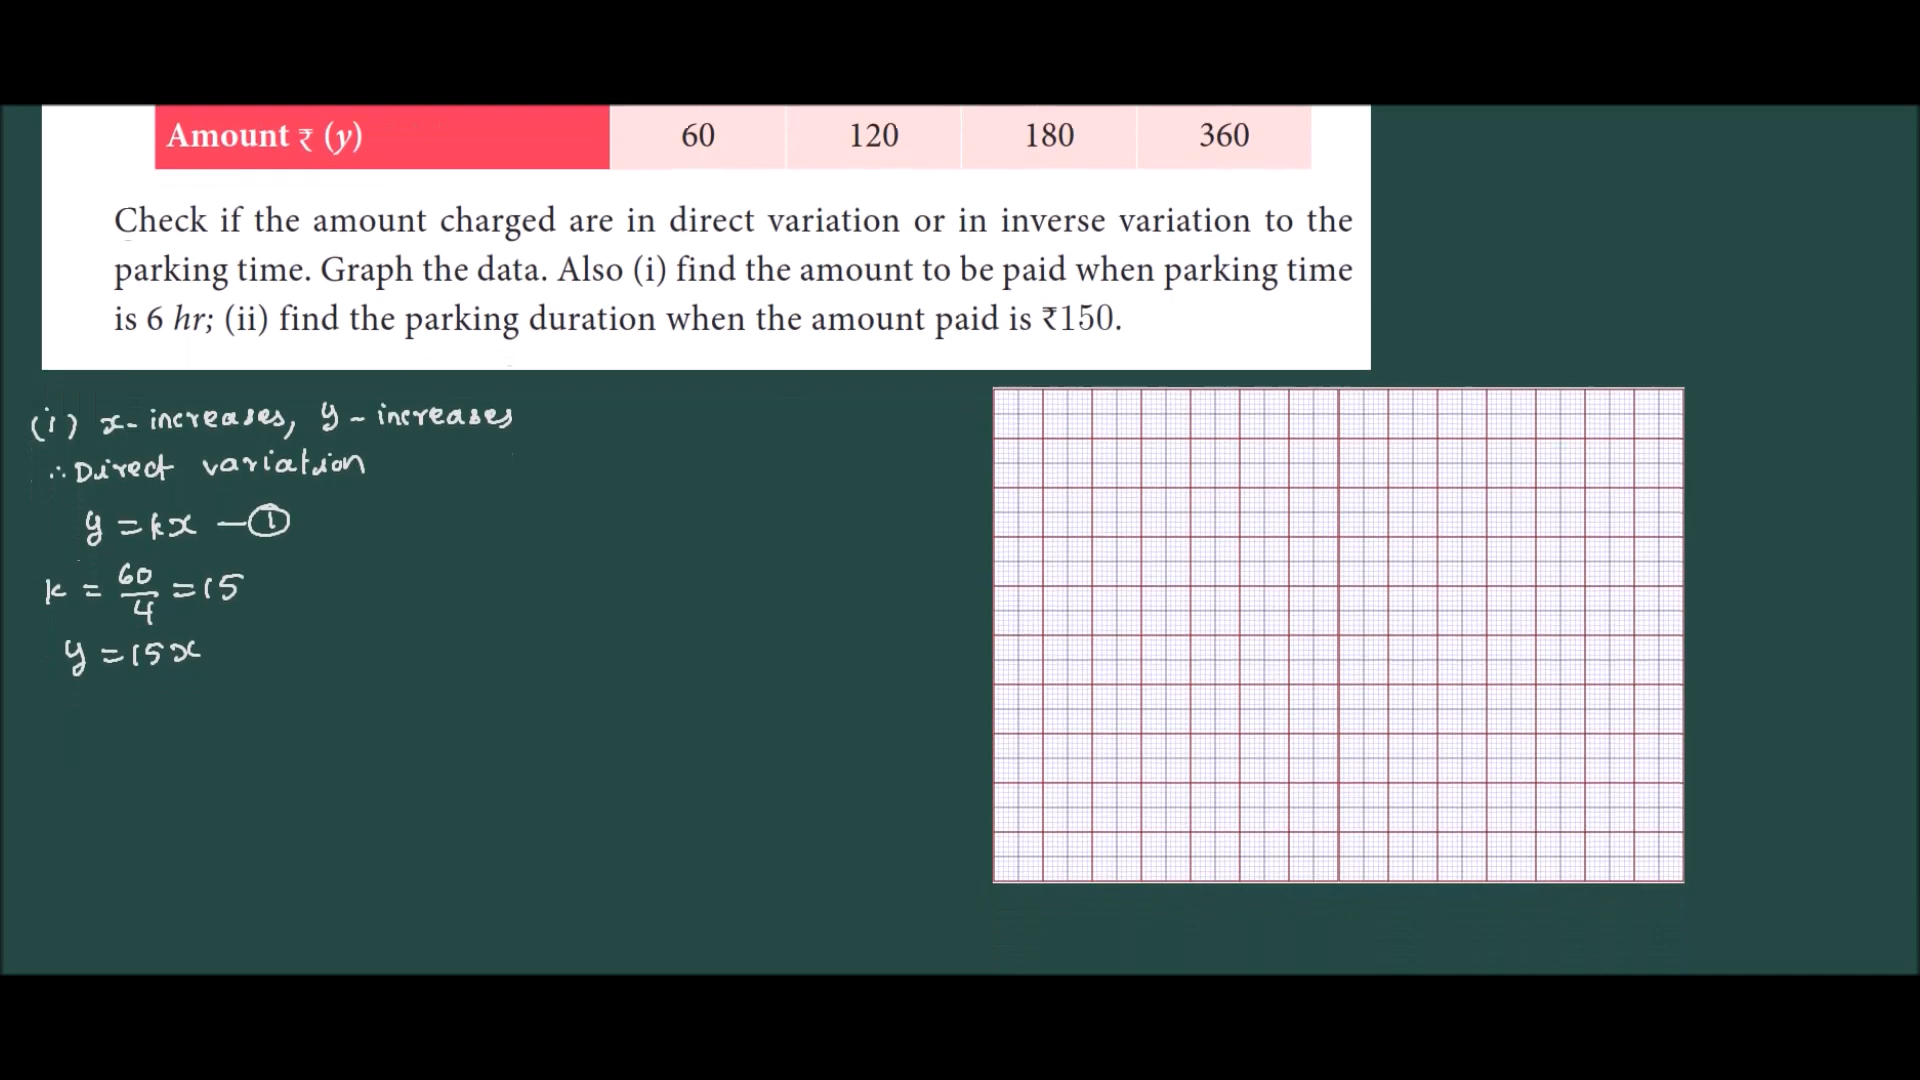 Amount ₹ (y) 60 120 180 360
Check if the amount charged are in direct variation or in inverse variation to the
parking time. Graph the data. Also (i) find the amount to be paid when parking time
is 6 hr; (ii) find the parking duration when the amount paid is ₹150.
(i) x- increases, y - increases
∴ Direct variation
y = kx — ①
k = 60/4 = 15
y = 15x